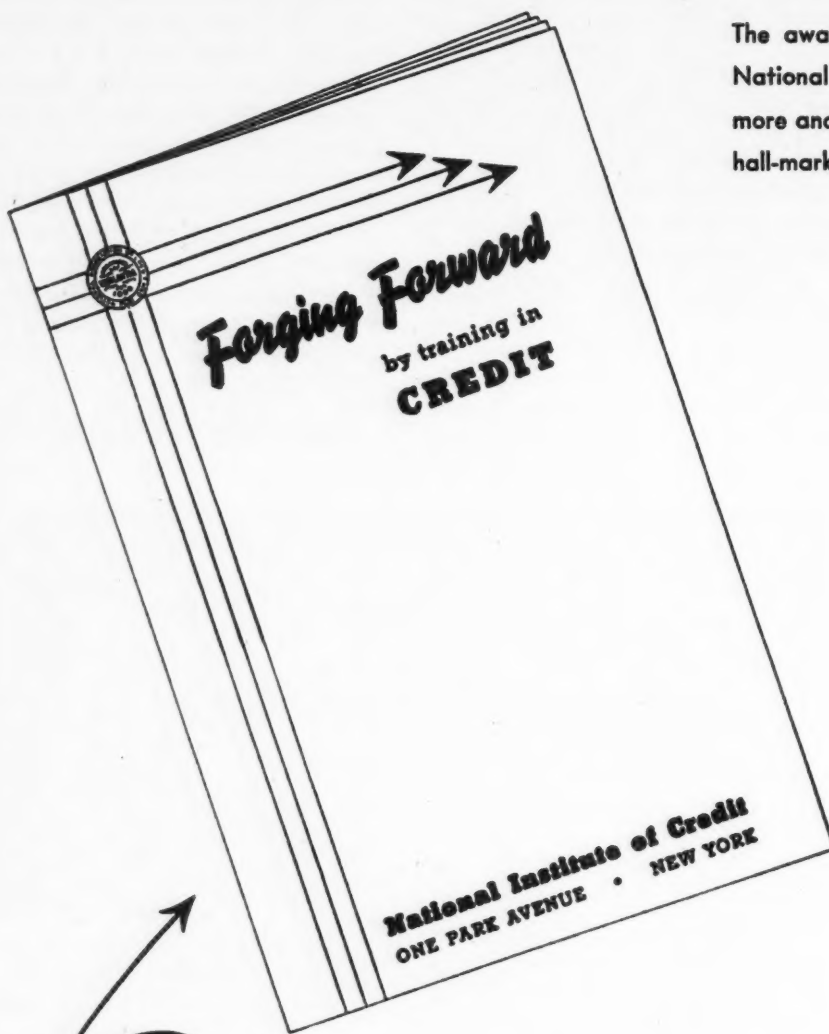 The awa
National
more and
hall-mark
Forging Forward
by training in
CREDIT
National Institute of Credit
ONE PARK AVENUE • NEW YORK